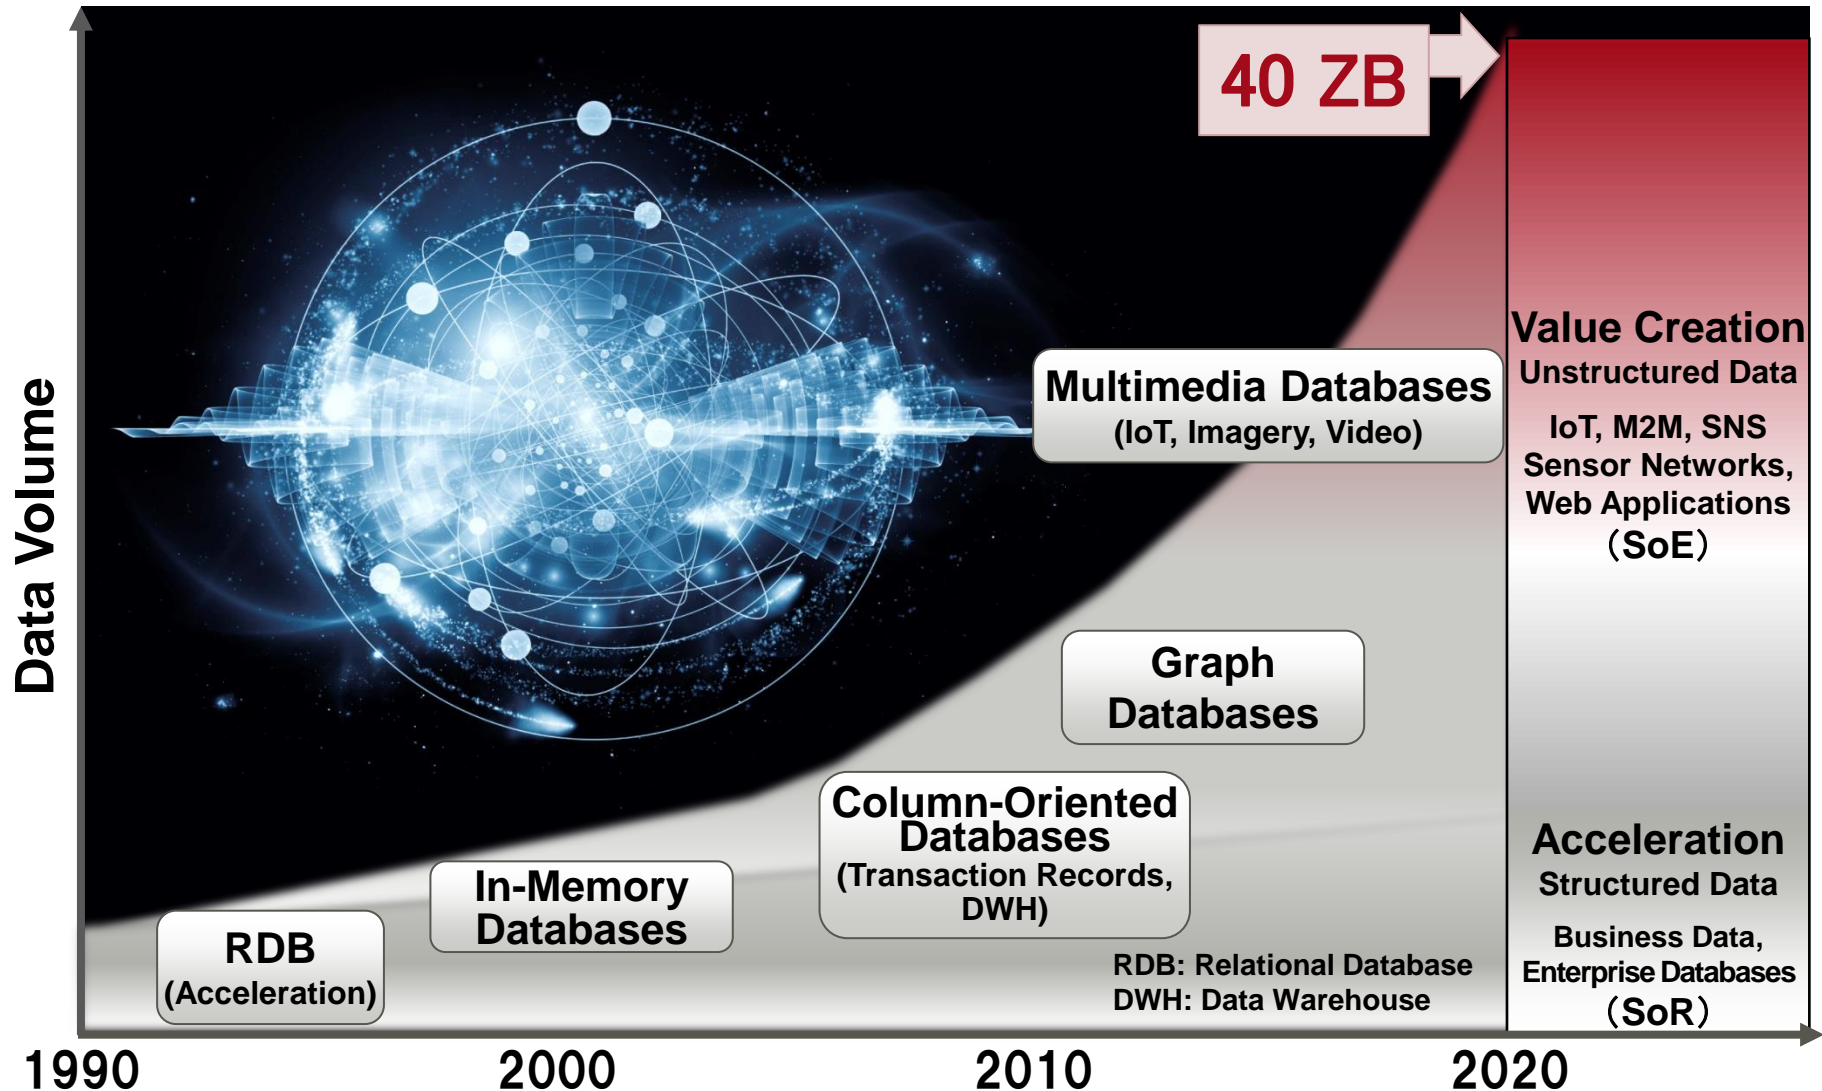 40 ZB
Data Volume
Value Creation
Unstructured Data
IoT, M2M, SNS
Sensor Networks,
Web Applications
（SoE）
Multimedia Databases
(IoT, Imagery, Video)
Graph
Databases
Column-Oriented
Databases
(Transaction Records,
DWH)
In-Memory
Databases
RDB
(Acceleration)
Acceleration
Structured Data
Business Data,
Enterprise Databases
（SoR）
RDB: Relational Database
DWH: Data Warehouse
1990
2000
2010
2020